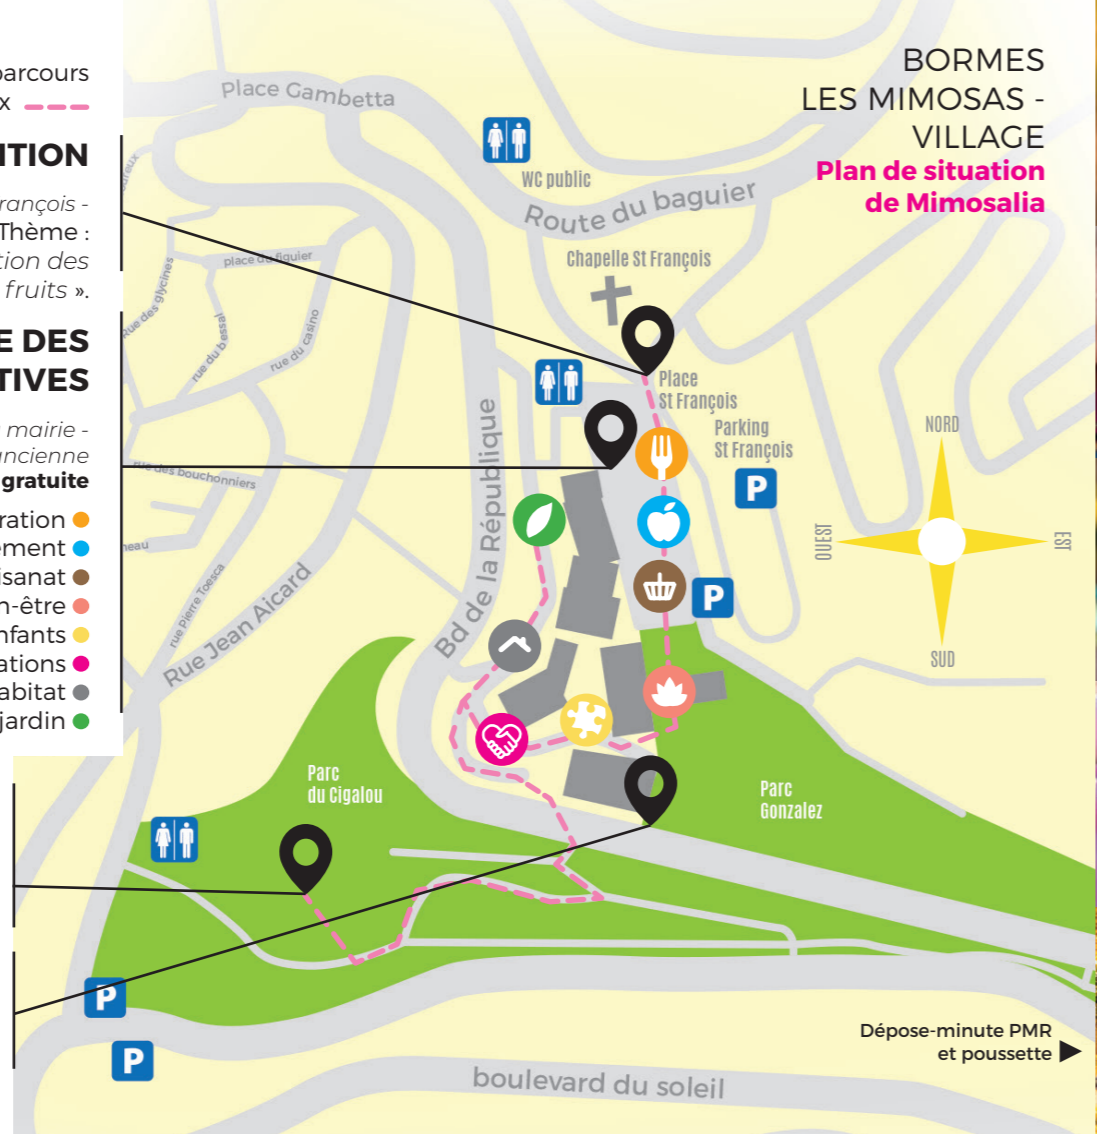 parcours
x
ITION
rançois -
Thème :
tion des
fruits ».
E DES
TIVES
mairie -
ancienne
gratuite
ration
ement
isanat
n-être
nfants
ations
abitat
jardin
BORMES
LES MIMOSAS -
VILLAGE
Plan de situation
de Mimosalia
Place Gambetta
WC public
Route du baguier
Chapelle St François
place du figuier
Rue des glycines
rue du bessal
rue du casino
Place
St François
Parking
St François
P
NORD
OUEST
EST
SUD
rue des bouchonniers
neau
rue Pierre Toesca
Rue Jean Aicard
Bd de la République
P
Parc
du Cigalou
Parc
Gonzalez
P
P
Dépose-minute PMR
et poussette
boulevard du soleil